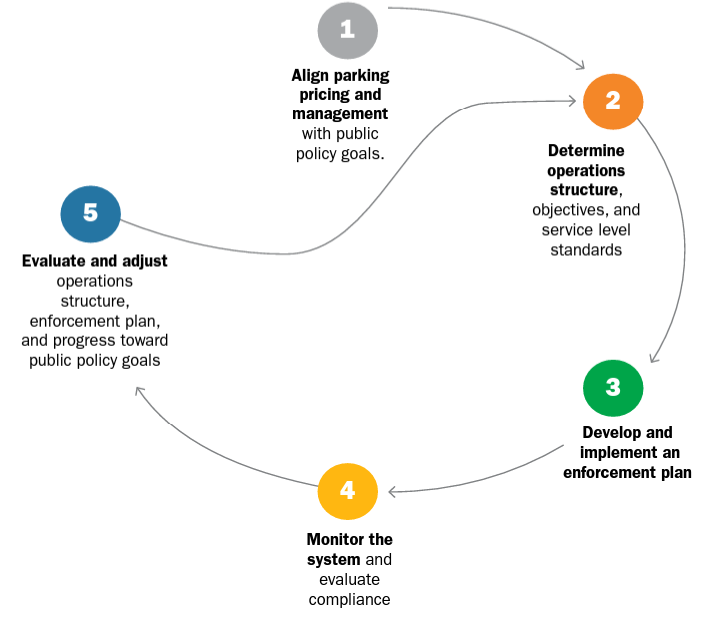 1
Align parking
pricing and
management
with public
policy goals.
2
Determine
operations
structure,
objectives, and
service level
standards
3
Develop and
implement an
enforcement plan
4
Monitor the
system and
evaluate
compliance
5
Evaluate and adjust
operations
structure,
enforcement plan,
and progress toward
public policy goals